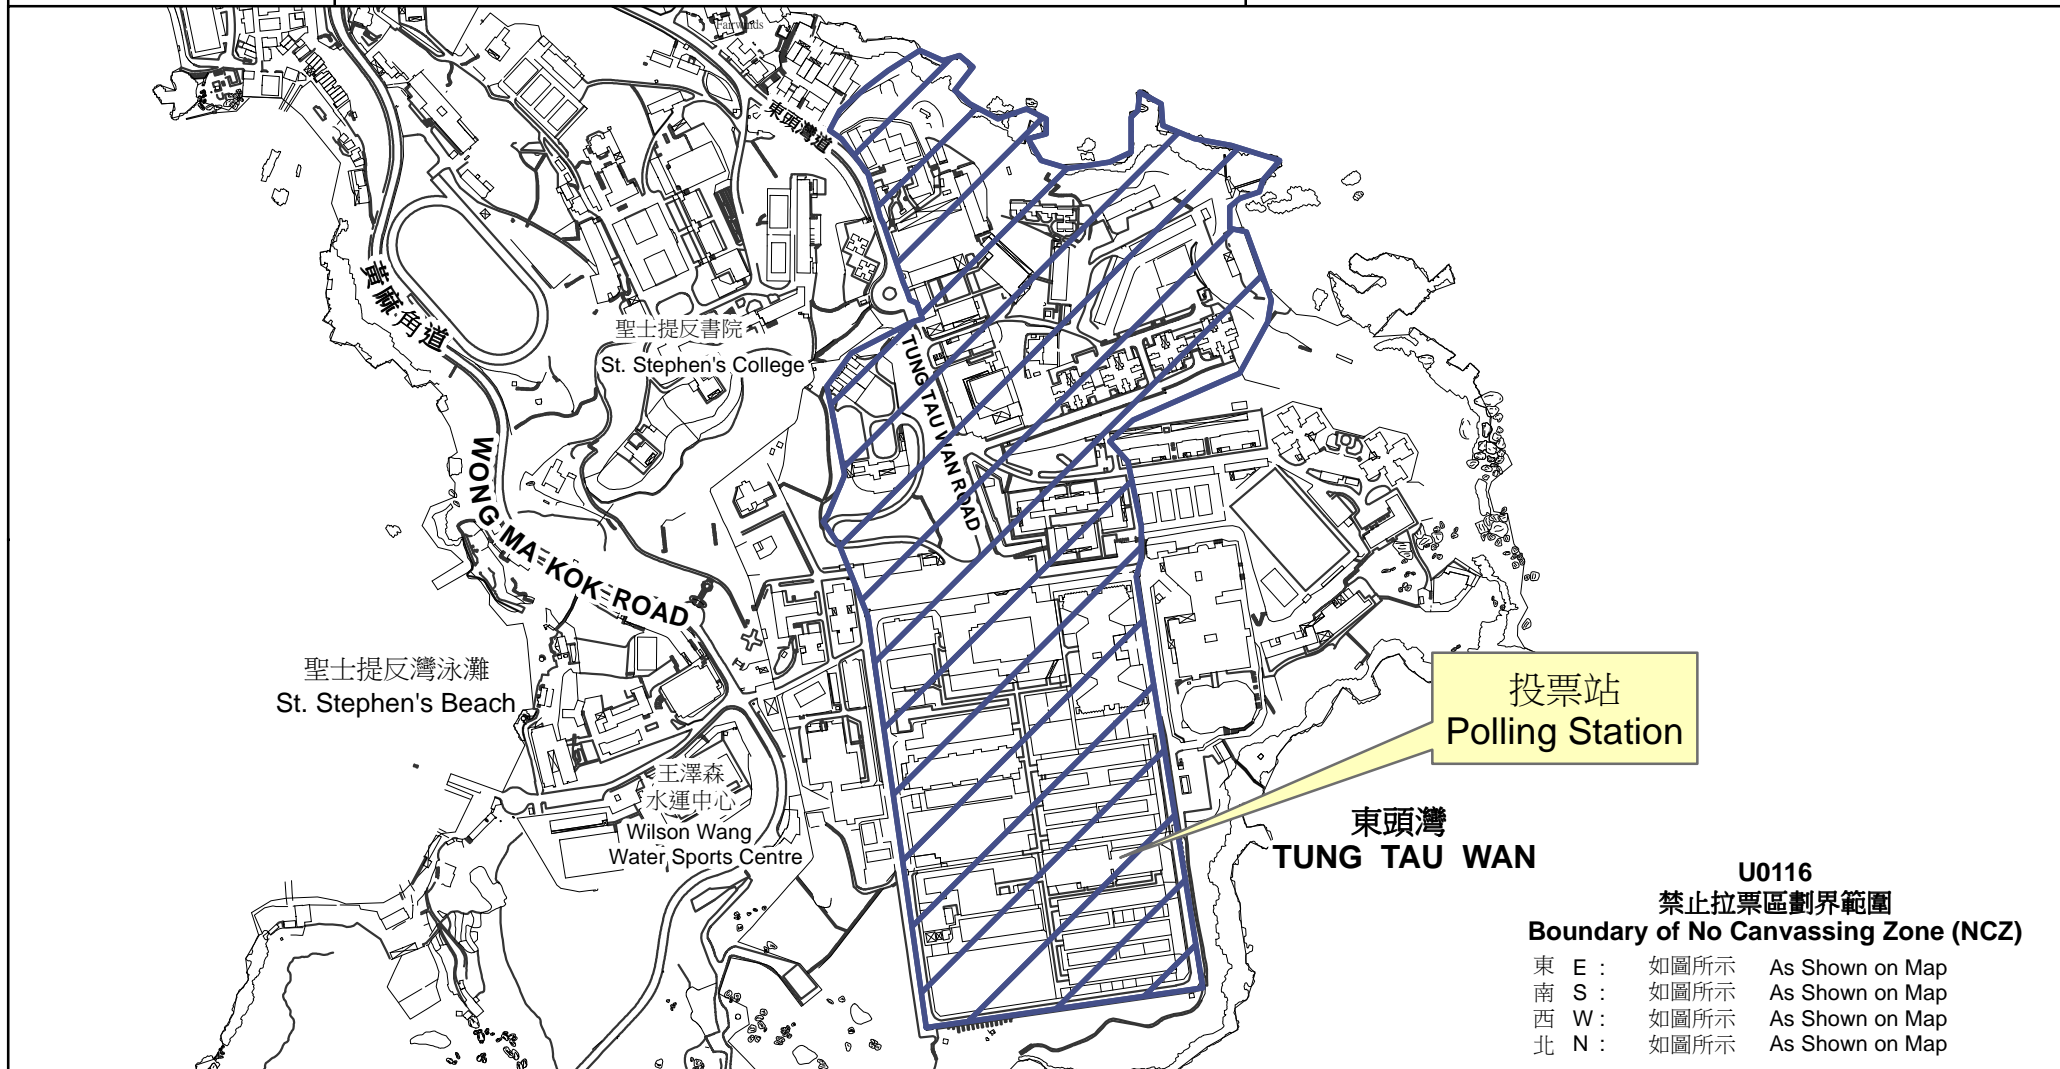 Fairwinds
東頭灣道
黃麻角道
聖士提反書院
St. Stephen's College
TUNG TAU WAN ROAD
WONG MA KOK ROAD
聖士提反灣泳灘
St. Stephen's Beach
投票站
Polling Station
王澤森
水運中心
Wilson Wang
Water Sports Centre
東頭灣
TUNG TAU WAN
U0116
禁止拉票區劃界範圍
Boundary of No Canvassing Zone (NCZ)
東 E : 如圖所示 As Shown on Map
南 S : 如圖所示 As Shown on Map
西 W : 如圖所示 As Shown on Map
北 N : 如圖所示 As Shown on Map